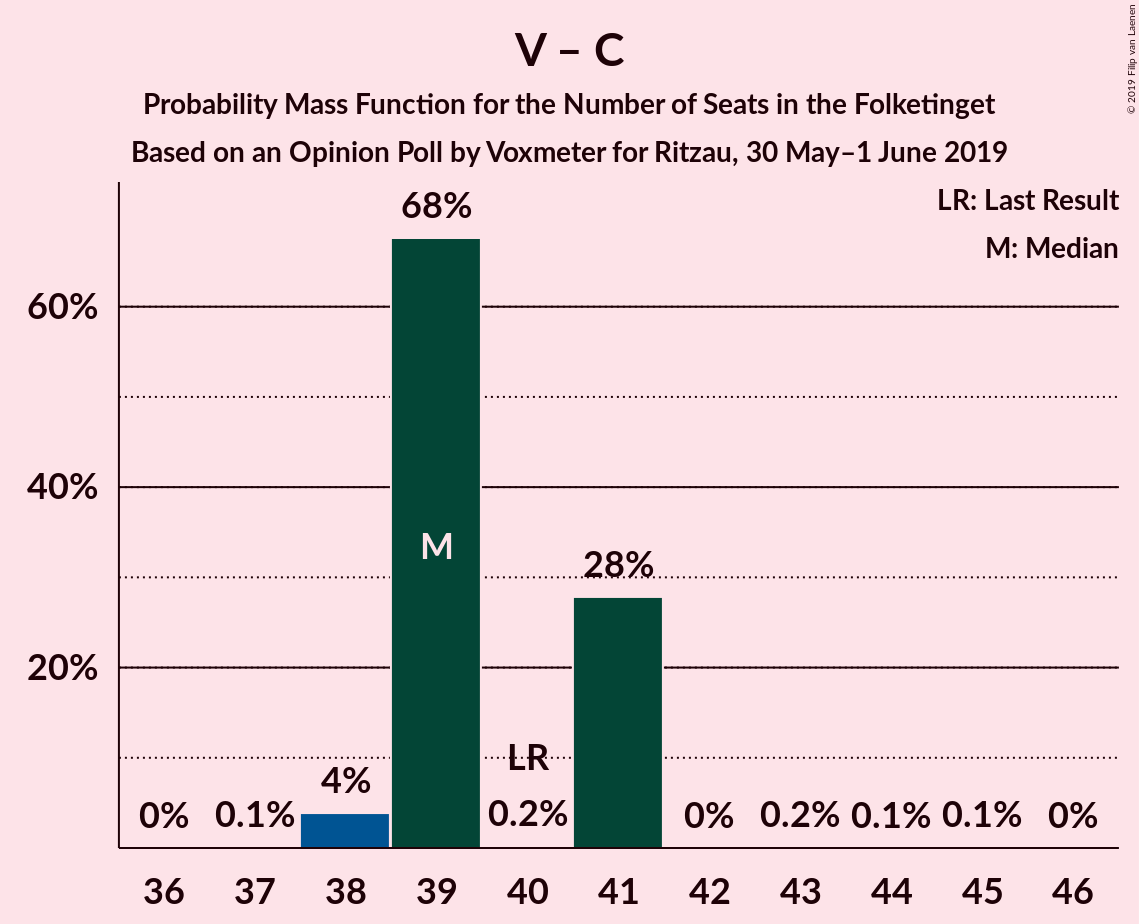 V – C
Probability Mass Function for the Number of Seats in the Folketinget
Based on an Opinion Poll by Voxmeter for Ritzau, 30 May–1 June 2019
© 2019 Filip van Laenen
LR: Last Result
M: Median
68%
60%
M
28%
40%
20%
LR
4%
0%
0.1%
0.2%
0%
0.2%
0.1%
0.1%
0%
36 37 38 39 40 41 42 43 44 45 46